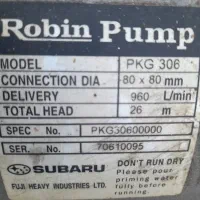 Robin Pump
MODEL PKG 306
CONNECTION DIA 80 x 80 mm
DELIVERY 960 L/min
TOTAL HEAD 26 m
SPEC No. PKG30600000
SER. No. 70610095
SUBARU DON'T RUN DRY
FUJI HEAVY INDUSTRIES LTD. Please pour
priming water
fully before